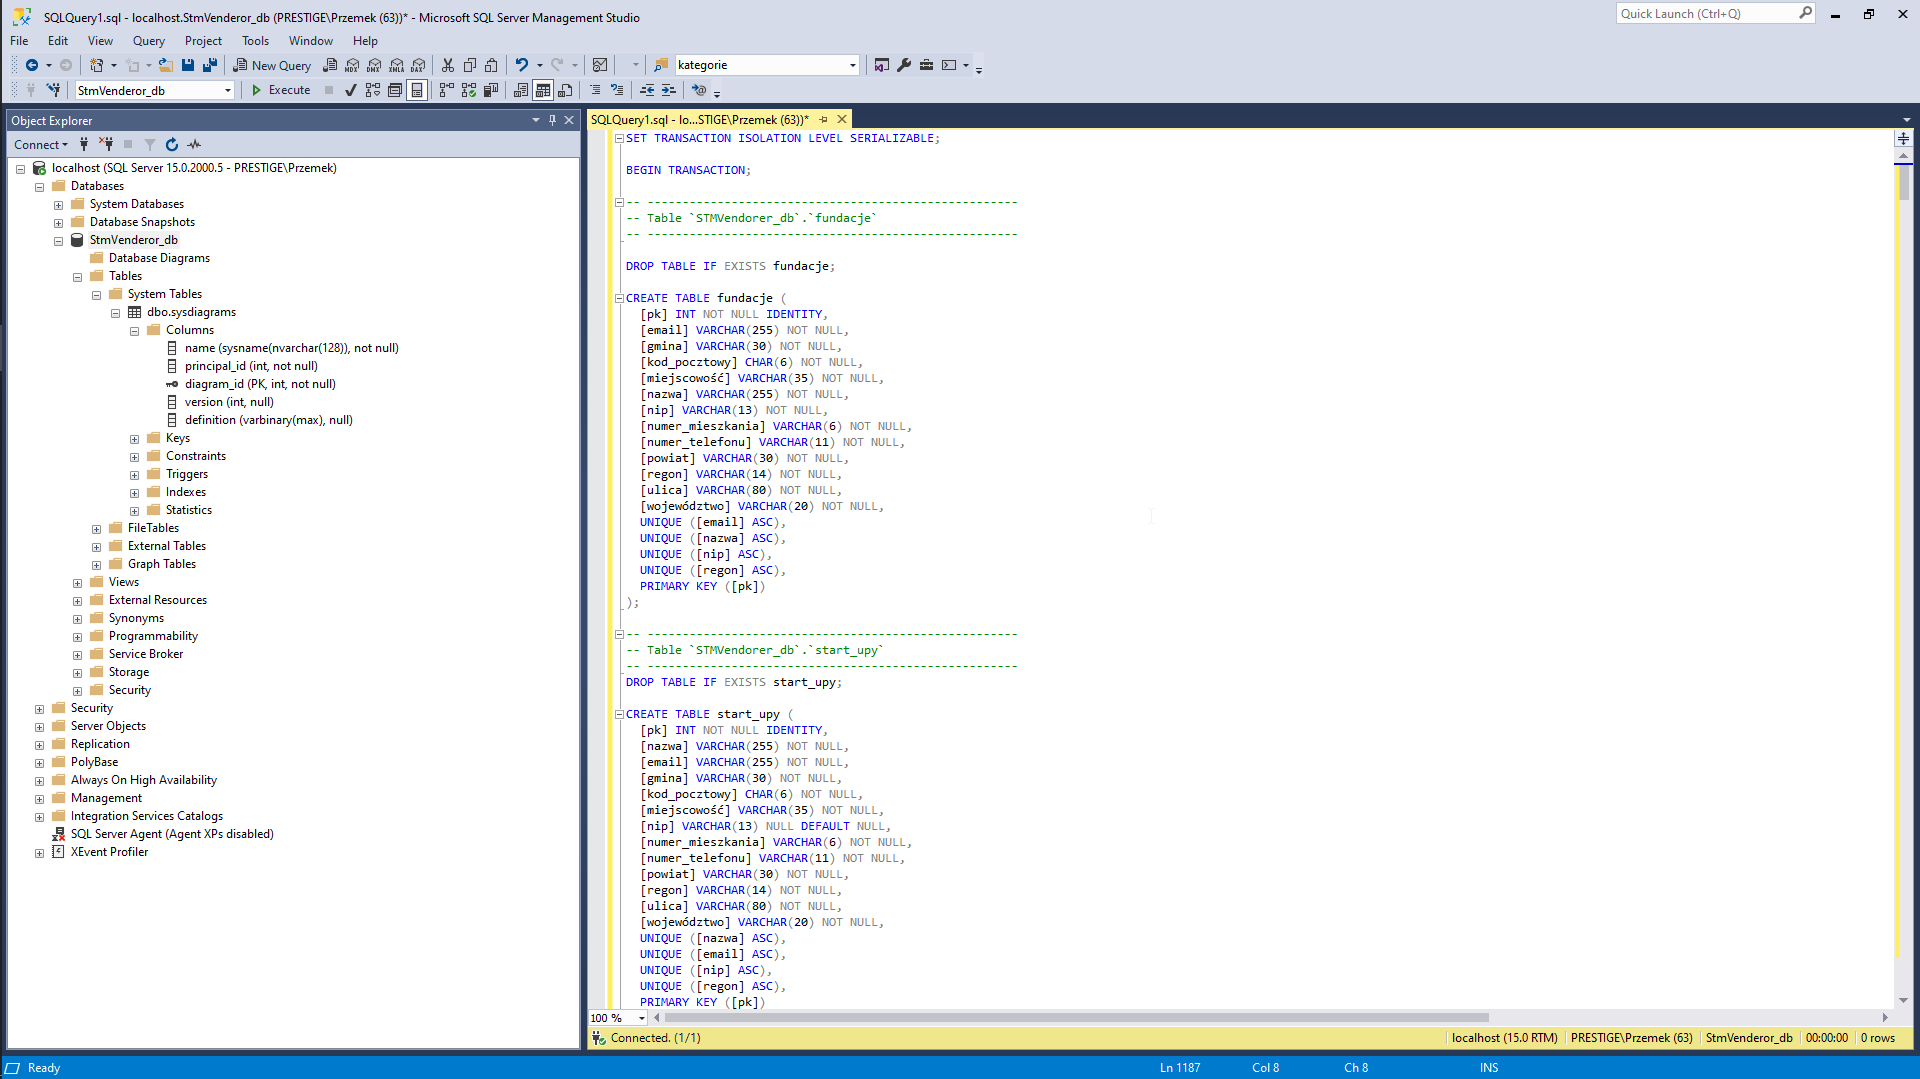 SQLQuery1.sql - localhost.StmVenderor_db (PRESTIGE\Przemek (63))* - Microsoft SQL Server Management Studio
Quick Launch (Ctrl+Q)
File Edit View Query Project Tools Window Help
New Query
MDX DMX XMLA DAX
kategorie
StmVenderor_db
Execute
Object Explorer
Connect
localhost (SQL Server 15.0.2000.5 - PRESTIGE\Przemek)
Databases
System Databases
Database Snapshots
StmVenderor_db
Database Diagrams
Tables
System Tables
dbo.sysdiagrams
Columns
name (sysname(nvarchar(128)), not null)
principal_id (int, not null)
diagram_id (PK, int, not null)
version (int, null)
definition (varbinary(max), null)
Keys
Constraints
Triggers
Indexes
Statistics
FileTables
External Tables
Graph Tables
Views
External Resources
Synonyms
Programmability
Service Broker
Storage
Security
Security
Server Objects
Replication
PolyBase
Always On High Availability
Management
Integration Services Catalogs
SQL Server Agent (Agent XPs disabled)
XEvent Profiler
SQLQuery1.sql - lo...STIGE\Przemek (63))*
SET TRANSACTION ISOLATION LEVEL SERIALIZABLE;
BEGIN TRANSACTION;
-- -----------------------------------------------------
-- Table `STMVendorer_db`.`fundacje`
-- -----------------------------------------------------
DROP TABLE IF EXISTS fundacje;
CREATE TABLE fundacje (
[pk] INT NOT NULL IDENTITY,
[email] VARCHAR(255) NOT NULL,
[gmina] VARCHAR(30) NOT NULL,
[kod_pocztowy] CHAR(6) NOT NULL,
[miejscowość] VARCHAR(35) NOT NULL,
[nazwa] VARCHAR(255) NOT NULL,
[nip] VARCHAR(13) NOT NULL,
[numer_mieszkania] VARCHAR(6) NOT NULL,
[numer_telefonu] VARCHAR(11) NOT NULL,
[powiat] VARCHAR(30) NOT NULL,
[regon] VARCHAR(14) NOT NULL,
[ulica] VARCHAR(80) NOT NULL,
[województwo] VARCHAR(20) NOT NULL,
UNIQUE ([email] ASC),
UNIQUE ([nazwa] ASC),
UNIQUE ([nip] ASC),
UNIQUE ([regon] ASC),
PRIMARY KEY ([pk])
);
-- -----------------------------------------------------
-- Table `STMVendorer_db`.`start_upy`
-- -----------------------------------------------------
DROP TABLE IF EXISTS start_upy;
CREATE TABLE start_upy (
[pk] INT NOT NULL IDENTITY,
[nazwa] VARCHAR(255) NOT NULL,
[email] VARCHAR(255) NOT NULL,
[gmina] VARCHAR(30) NOT NULL,
[kod_pocztowy] CHAR(6) NOT NULL,
[miejscowość] VARCHAR(35) NOT NULL,
[nip] VARCHAR(13) NULL DEFAULT NULL,
[numer_mieszkania] VARCHAR(6) NOT NULL,
[numer_telefonu] VARCHAR(11) NOT NULL,
[powiat] VARCHAR(30) NOT NULL,
[regon] VARCHAR(14) NOT NULL,
[ulica] VARCHAR(80) NOT NULL,
[województwo] VARCHAR(20) NOT NULL,
UNIQUE ([nazwa] ASC),
UNIQUE ([email] ASC),
UNIQUE ([nip] ASC),
UNIQUE ([regon] ASC),
PRIMARY KEY ([pk])
100 %
Connected. (1/1)
localhost (15.0 RTM) PRESTIGE\Przemek (63) StmVenderor_db 00:00:00 0 rows
Ready
Ln 1187 Col 8 Ch 8 INS